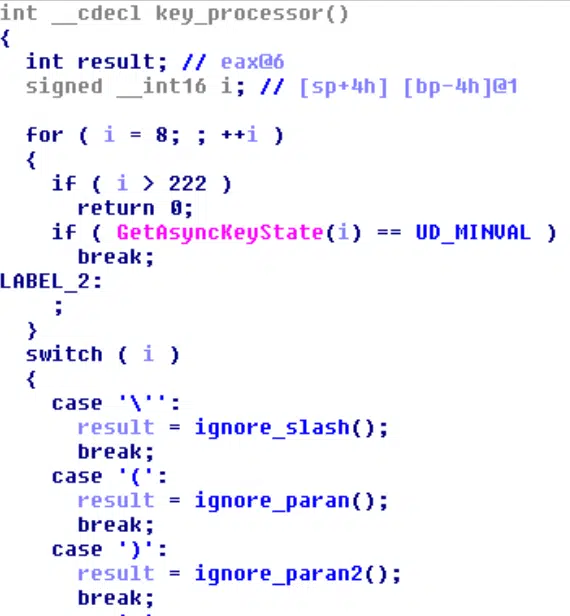 int __cdecl key_processor()
{
int result; // eax@6
signed __int16 i; // [sp+4h] [bp-4h]@1
for ( i = 8; ; ++i )
{
if ( i > 222 )
return 0;
if ( GetAsyncKeyState(i) == UD_MINVAL )
break;
LABEL_2:
;
}
switch ( i )
{
case '\'':
result = ignore_slash();
break;
case '(':
result = ignore_paran();
break;
case ')':
result = ignore_paran2();
break;